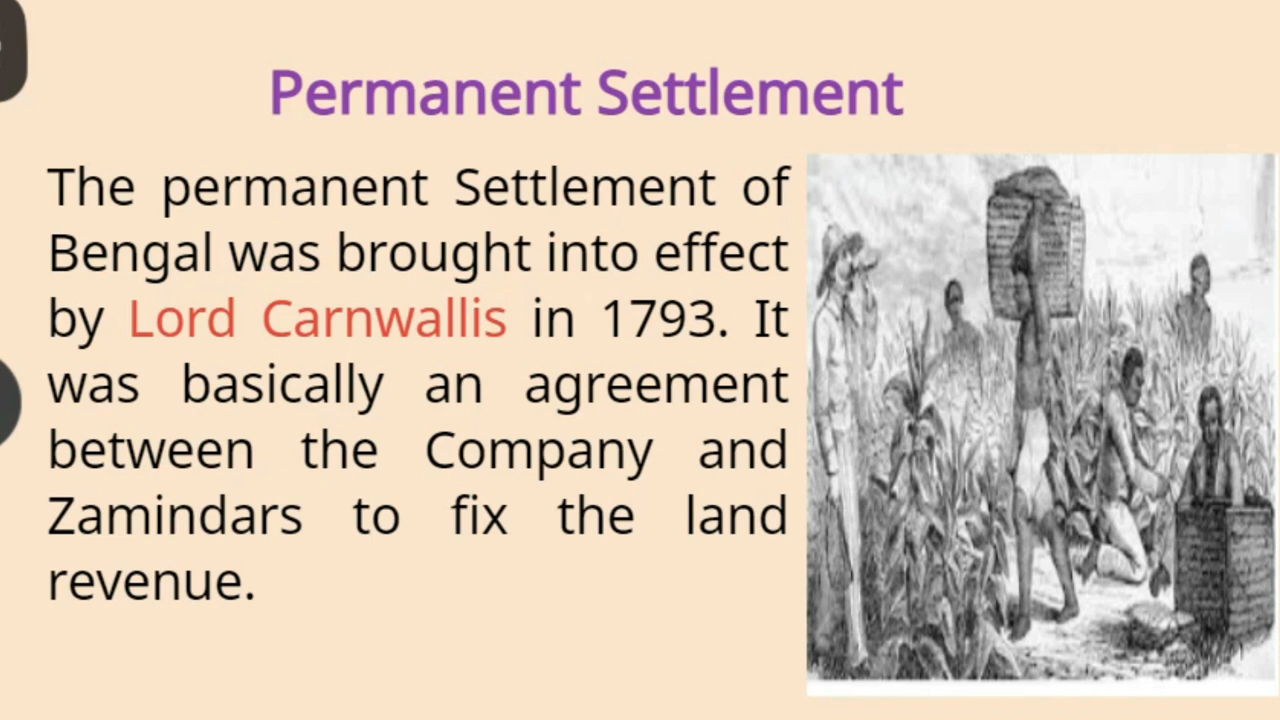 Permanent Settlement
The permanent Settlement of
Bengal was brought into effect
by Lord Carnwallis in 1793. It
was basically an agreement
between the Company and
Zamindars to fix the land
revenue.